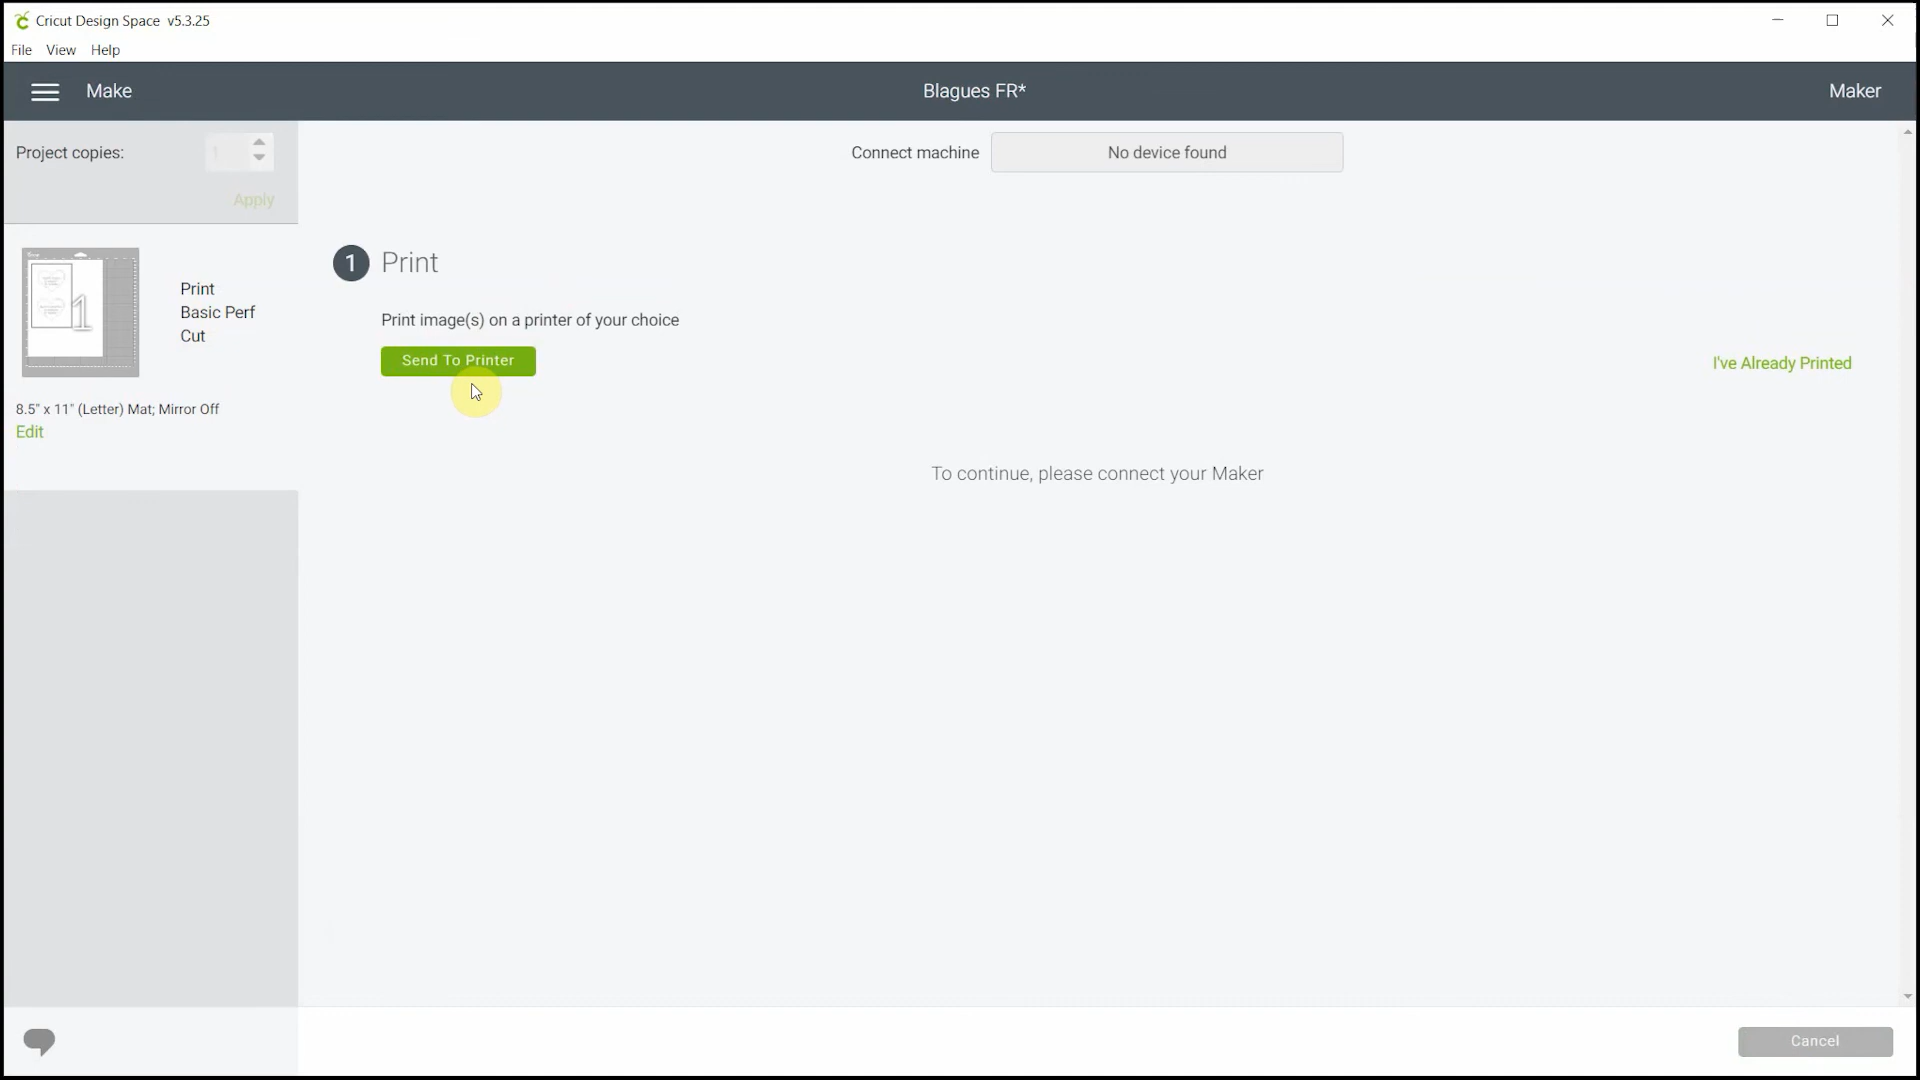 Cricut Design Space v5.3.25
File View Help
Make
Blagues FR*
Maker
Project copies:
1
Apply
Connect machine
No device found
1 Print
Print image(s) on a printer of your choice
Send To Printer
I've Already Printed
Print
Basic Perf
Cut
1
8.5" x 11" (Letter) Mat; Mirror Off
Edit
To continue, please connect your Maker
Cancel